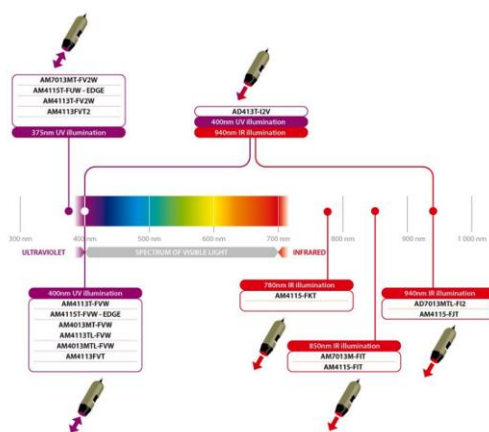 AM7013MT-FV2W
AM4115T-FUW - EDGE
AM4113T-FV2W
AM4113FVT2
375nm UV illumination
AD413T-I2V
400nm UV illumination
940nm IR illumination
300 nm
400 nm
500 nm
600 nm
700 nm
800 nm
900 nm
1 000 nm
ULTRAVIOLET
SPECTRUM OF VISIBLE LIGHT
INFRARED
400nm UV illumination
AM4113T-FVW
AM4115T-FVW - EDGE
AM4013MT-FVW
AM4113TL-FVW
AM4013MTL-FVW
AM4113FVT
780nm IR illumination
AM4115-FKT
850nm IR illumination
AM7013M-FIT
AM4115-FIT
940nm IR illumination
AD7013MTL-FI2
AM4115-FJT